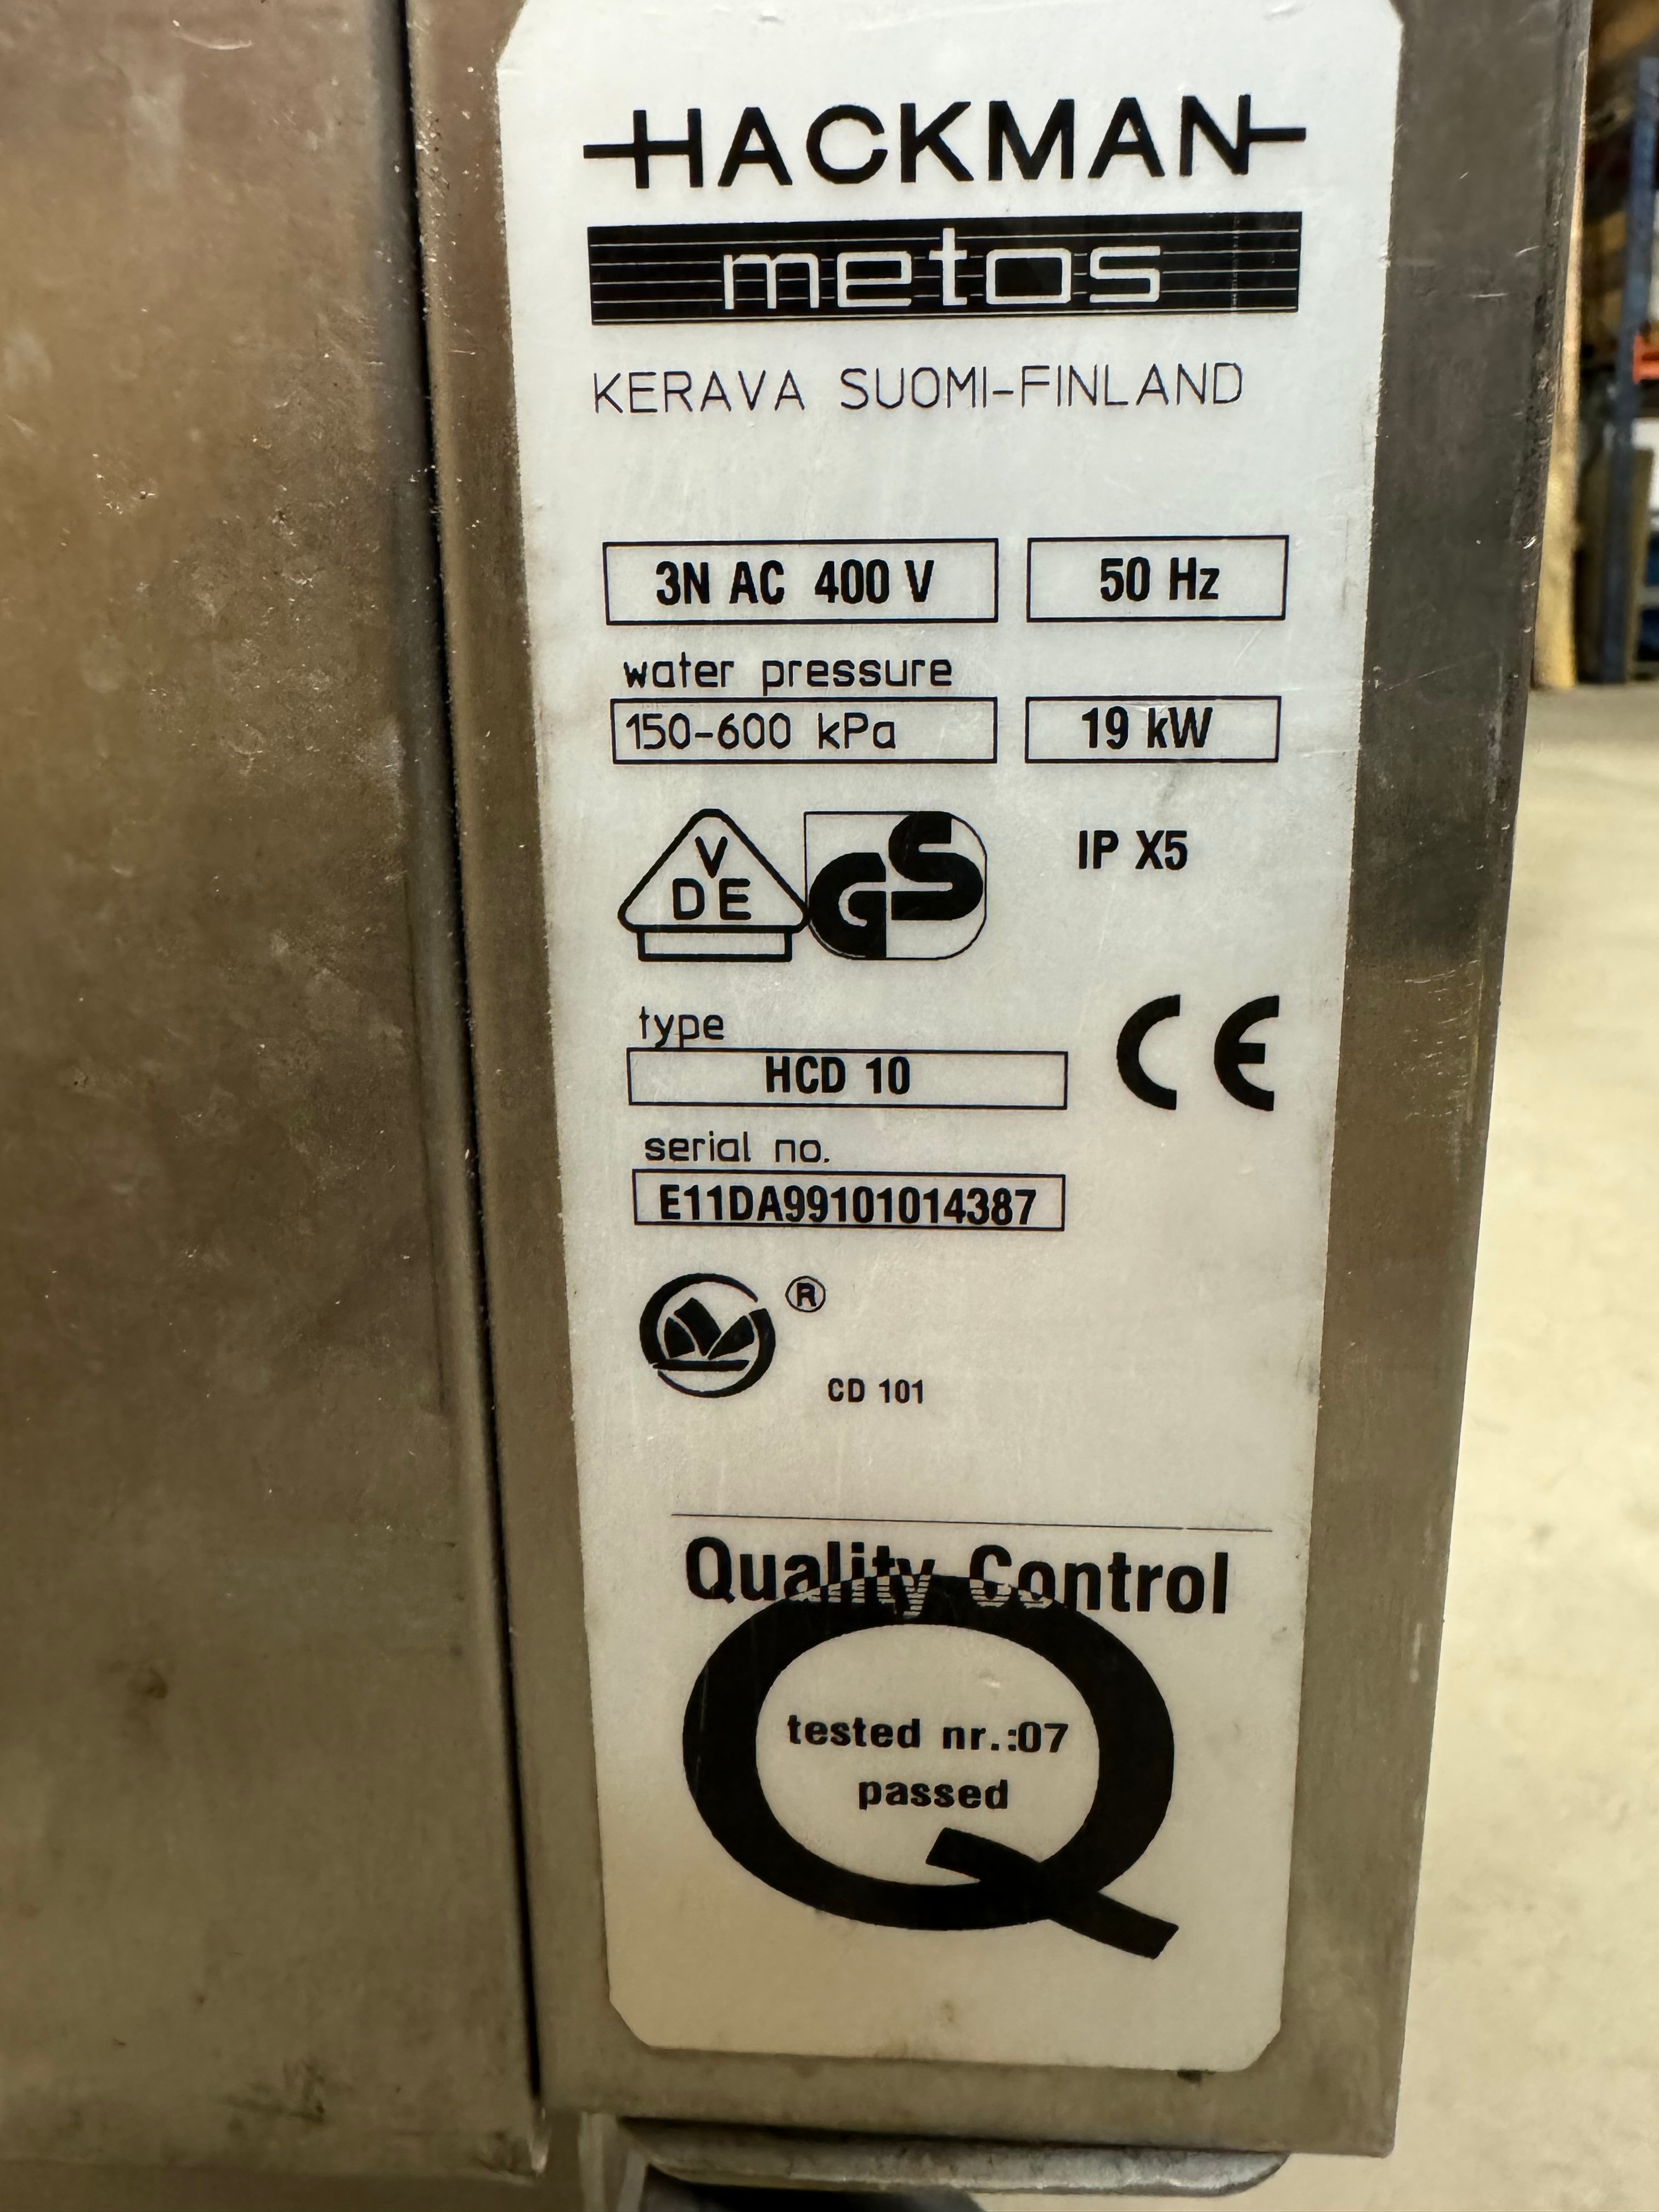 HACKMAN
metos
KERAVA SUOMI-FINLAND
3N AC 400 V 50 Hz
water pressure
150-600 kPa 19 kW
VDE GS IP X5
type
HCD 10 CE
serial no.
E11DA99101014387
®
CD 101
Quality Control
Q
tested nr.:07
passed